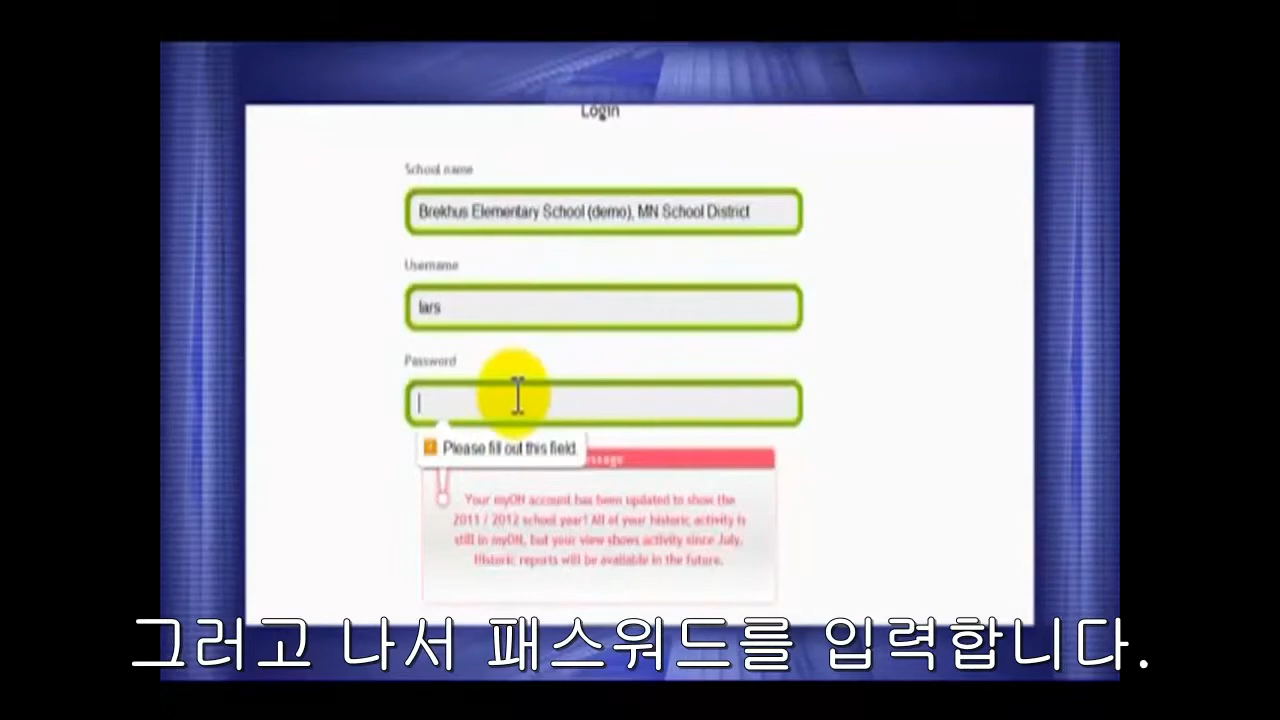 Login
School name
Brekhus Elementary School (demo), MN School District
Username
lars
Password
Please fill out this field.
Your myON account has been updated to show the
2011 / 2012 school year! All of your historic activity is
still in myON, but your view shows activity since July.
Historic reports will be available in the future.
그러고 나서 패스워드를 입력합니다.